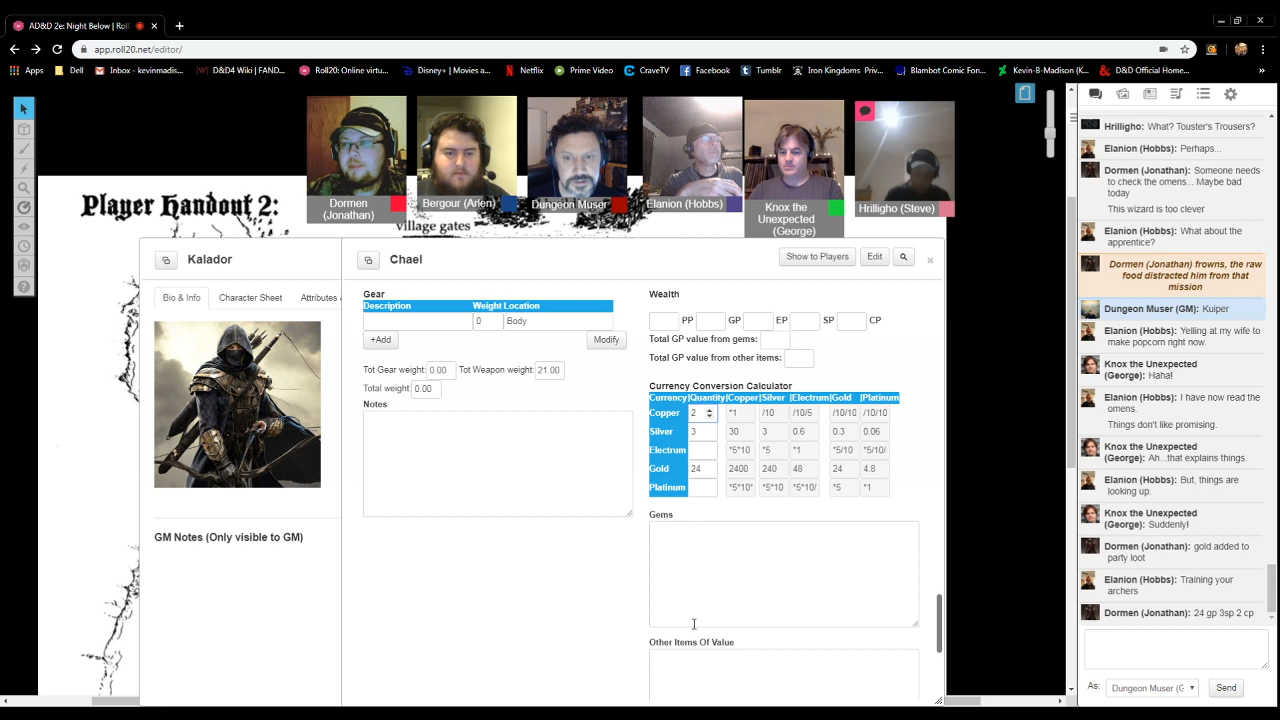 AD&D 2e: Night Below | Roll
app.roll20.net/editor/
Apps Dell Inbox - kevinmadis... D&D4 Wiki | FAND... Roll20: Online virtu... Disney+ | Movies a... Netflix Prime Video CraveTV Facebook Tumblr Iron Kingdoms Priv... Blambot Comic Fon... Kevin-B-Madison (K... D&D Official Home... »
Dormen
(Jonathan)
Bergour (Arlen)
Dungeon Muser
Elanion (Hobbs)
Knox the
Unexpected
(George)
Hrilligho (Steve)
Player Handout 2:
village gates
Kalador
Bio & Info Character Sheet Attributes &
GM Notes (Only visible to GM)
Chael
Show to Players Edit
Gear
Description Weight Location
0 Body
+Add Modify
Tot Gear weight: 0.00 Tot Weapon weight: 21.00
Total weight: 0.00
Notes
Wealth
PP GP EP SP CP
Total GP value from gems:
Total GP value from other items:
Currency Conversion Calculator
Currency|Quantity|Copper|Silver |Electrum|Gold |Platinum
Copper 2 *1 /10 /10/5 /10/10 /10/10
Silver 3 30 3 0.6 0.3 0.06
Electrum *5*10 *5 *1 *5/10 *5/10/
Gold 24 2400 240 48 24 4.8
Platinum *5*10* *5*10 *5*10/ *5 *1
Gems
Other Items Of Value
Hrilligho: What? Touster's Trousers?
Elanion (Hobbs): Perhaps...
Dormen (Jonathan): Someone needs
to check the omens... Maybe bad
today
This wizard is too clever
Elanion (Hobbs): What about the
apprentice?
Dormen (Jonathan) frowns, the raw
food distracted him from that
mission
Dungeon Muser (GM): Kuiper
Elanion (Hobbs): Yelling at my wife to
make popcorn right now.
Knox the Unexpected
(George): Haha!
Elanion (Hobbs): I have now read the
omens.
Things don't like promising.
Knox the Unexpected
(George): Ah...that explains things.
Elanion (Hobbs): But, things are
looking up.
Knox the Unexpected
(George): Suddenly!
Dormen (Jonathan): gold added to
party loot
Elanion (Hobbs): Training your
archers
Dormen (Jonathan): 24 gp 3sp 2 cp
As: Dungeon Muser (G Send